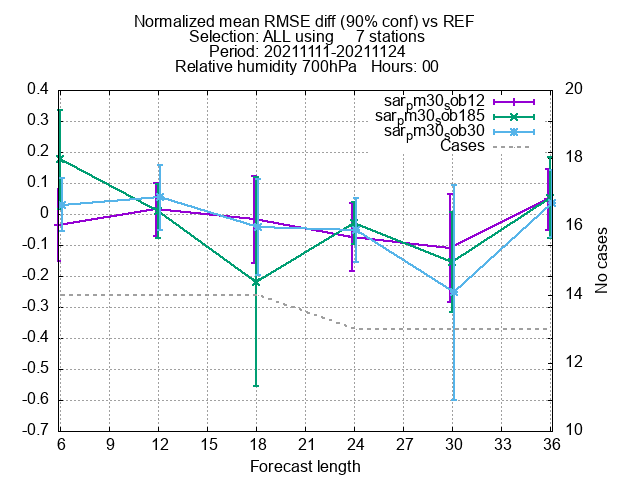 Normalized mean RMSE diff (90% conf) vs REF
Selection: ALL using     7 stations
Period: 20211111-20211124
Relative humidity 700hPa   Hours: 00
sar_pm30_sob12
sar_pm30_sob185
sar_pm30_sob30
Cases
0.4
0.3
0.2
0.1
0
-0.1
-0.2
-0.3
-0.4
-0.5
-0.6
-0.7
20
18
16
14
12
10
No cases
6 9 12 15 18 21 24 27 30 33 36
Forecast length